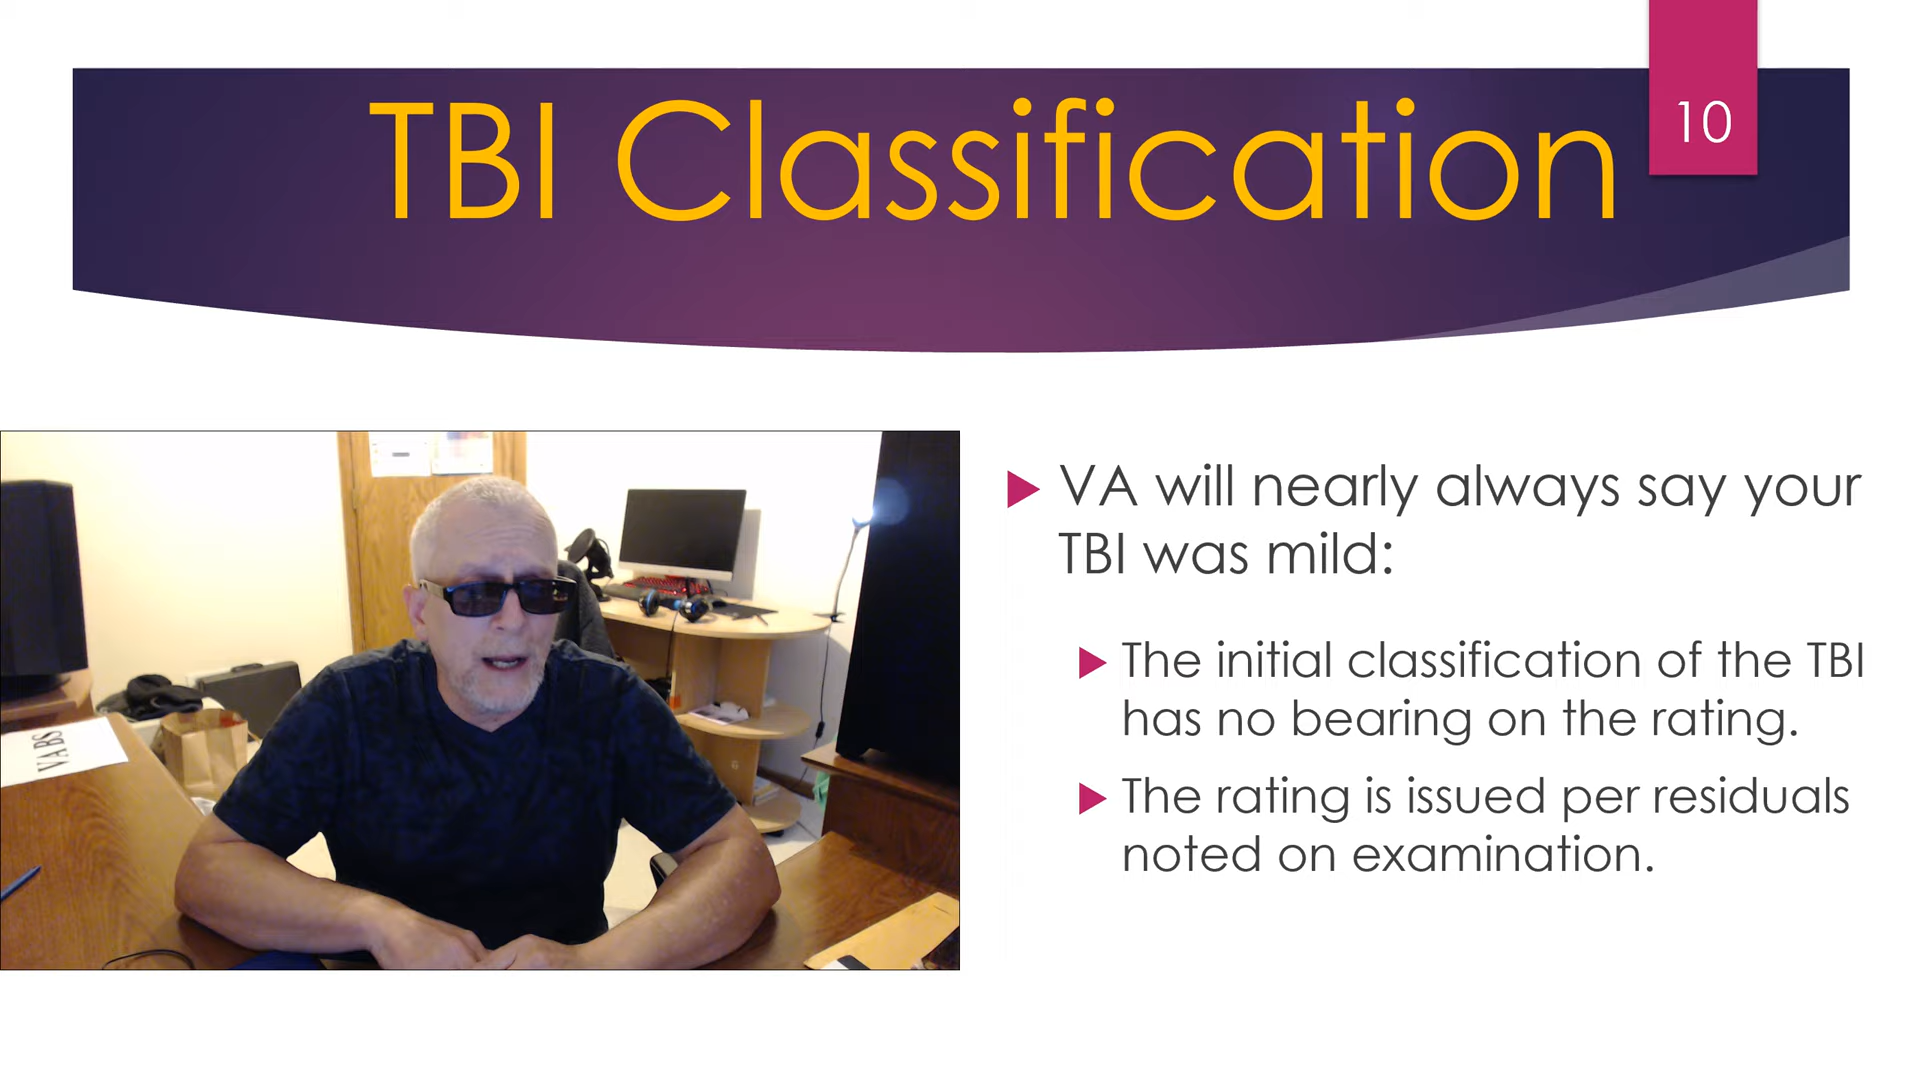 TBI Classification
10
VA will nearly always say your
TBI was mild:
The initial classification of the TBI
has no bearing on the rating.
The rating is issued per residuals
noted on examination.
VA BS